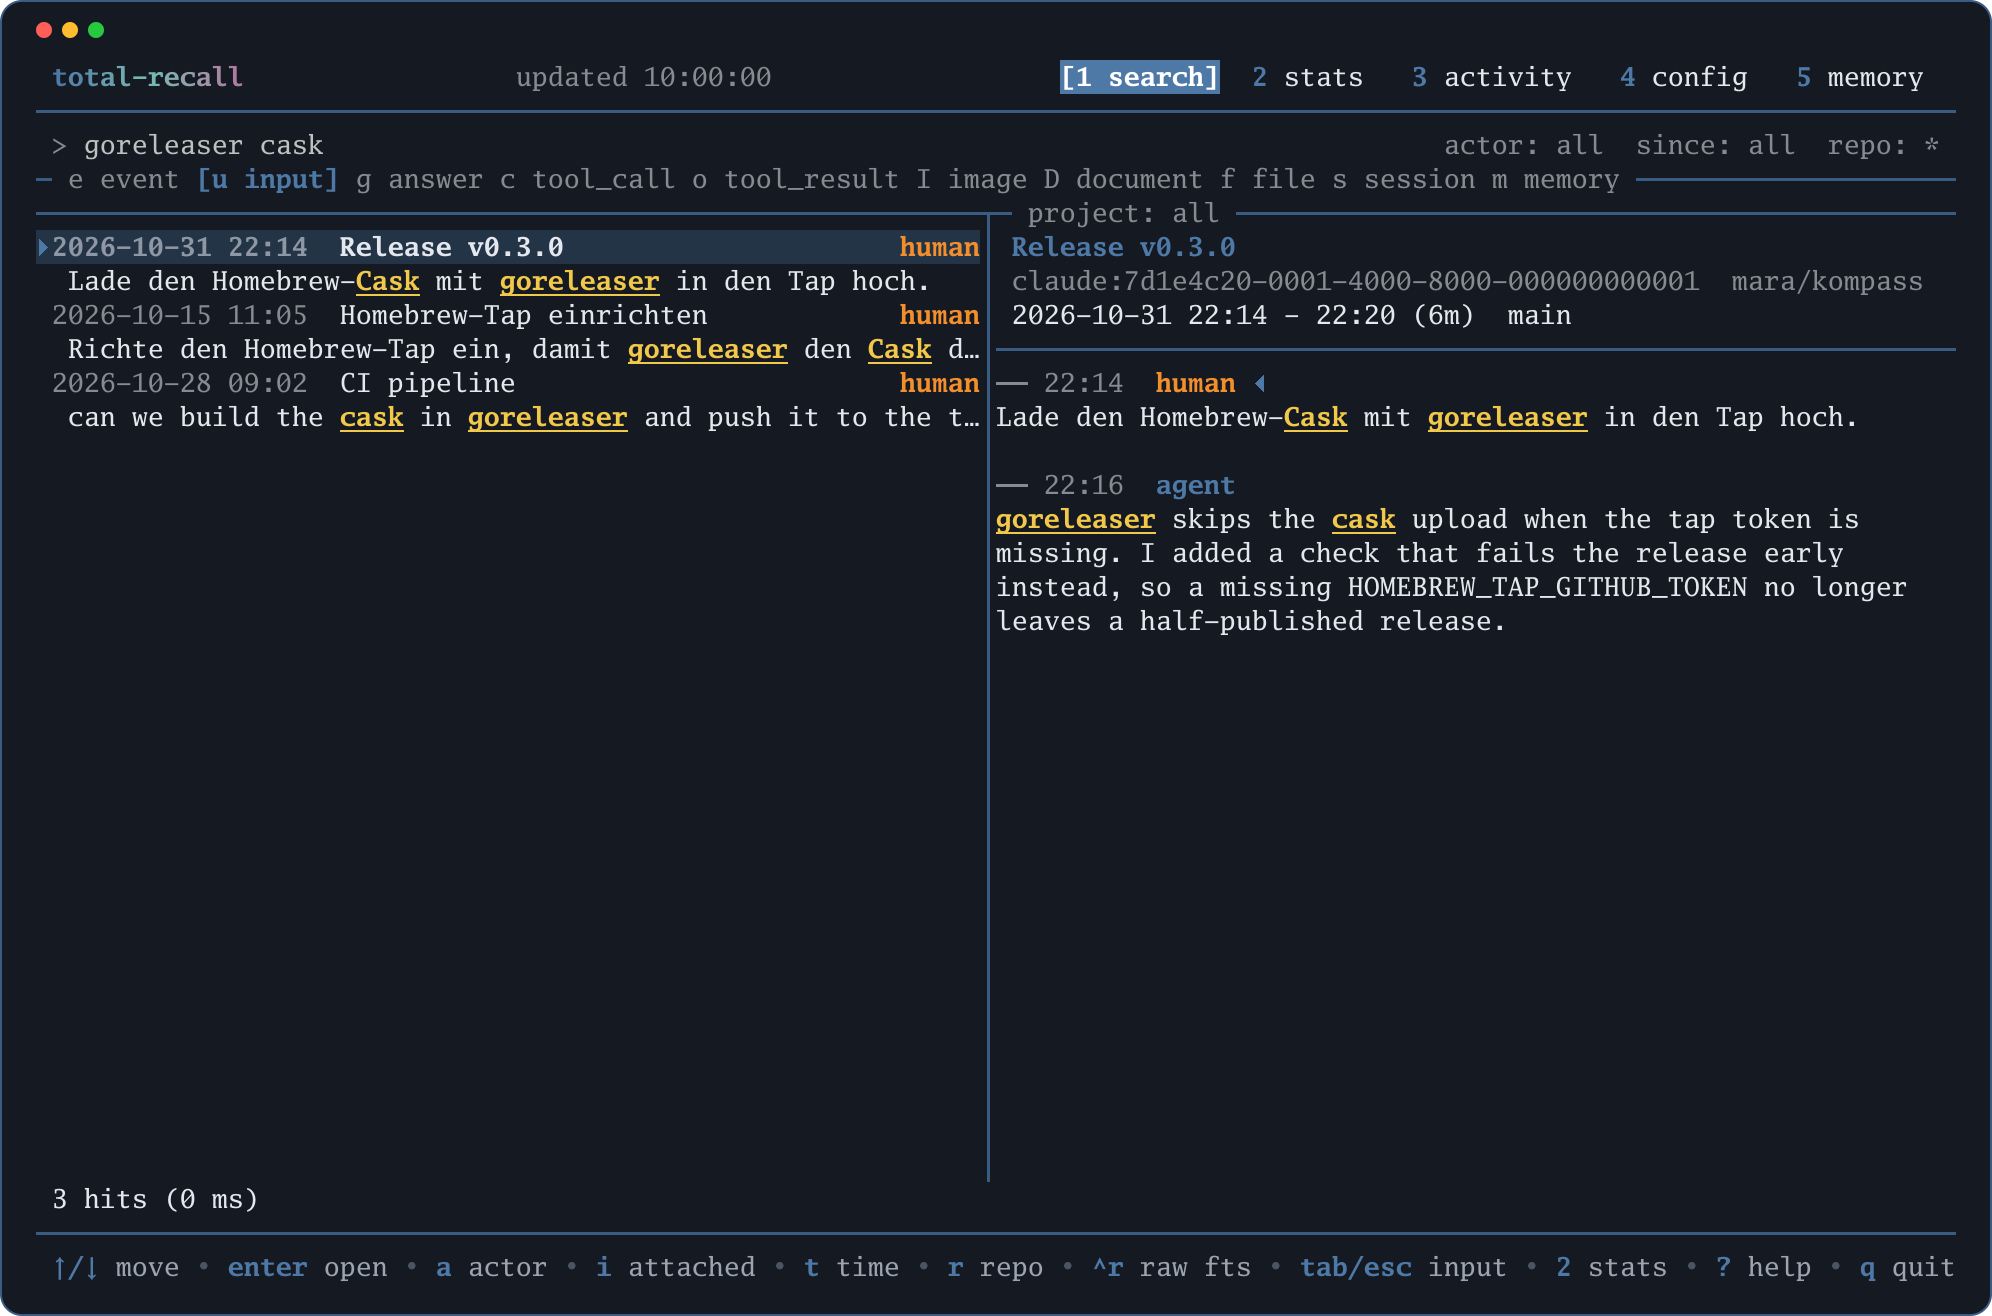 total-recall updated 10:00:00 [1 search] 2 stats 3 activity 4 config 5 memory
> goreleaser cask actor: all since: all repo: *
e event [u input] g answer c tool_call o tool_result I image D document f file s session m memory
project: all
▸2026-10-31 22:14 Release v0.3.0 human
Lade den Homebrew-Cask mit goreleaser in den Tap hoch.
2026-10-15 11:05 Homebrew-Tap einrichten human
Richte den Homebrew-Tap ein, damit goreleaser den Cask d…
2026-10-28 09:02 CI pipeline human
can we build the cask in goreleaser and push it to the t…
3 hits (0 ms)
Release v0.3.0
claude:7d1e4c20-0001-4000-8000-000000000001 mara/kompass
2026-10-31 22:14 - 22:20 (6m) main
── 22:14 human ◂
Lade den Homebrew-Cask mit goreleaser in den Tap hoch.
── 22:16 agent
goreleaser skips the cask upload when the tap token is
missing. I added a check that fails the release early
instead, so a missing HOMEBREW_TAP_GITHUB_TOKEN no longer
leaves a half-published release.
↑/↓ move • enter open • a actor • i attached • t time • r repo • ^r raw fts • tab/esc input • 2 stats • ? help • q quit